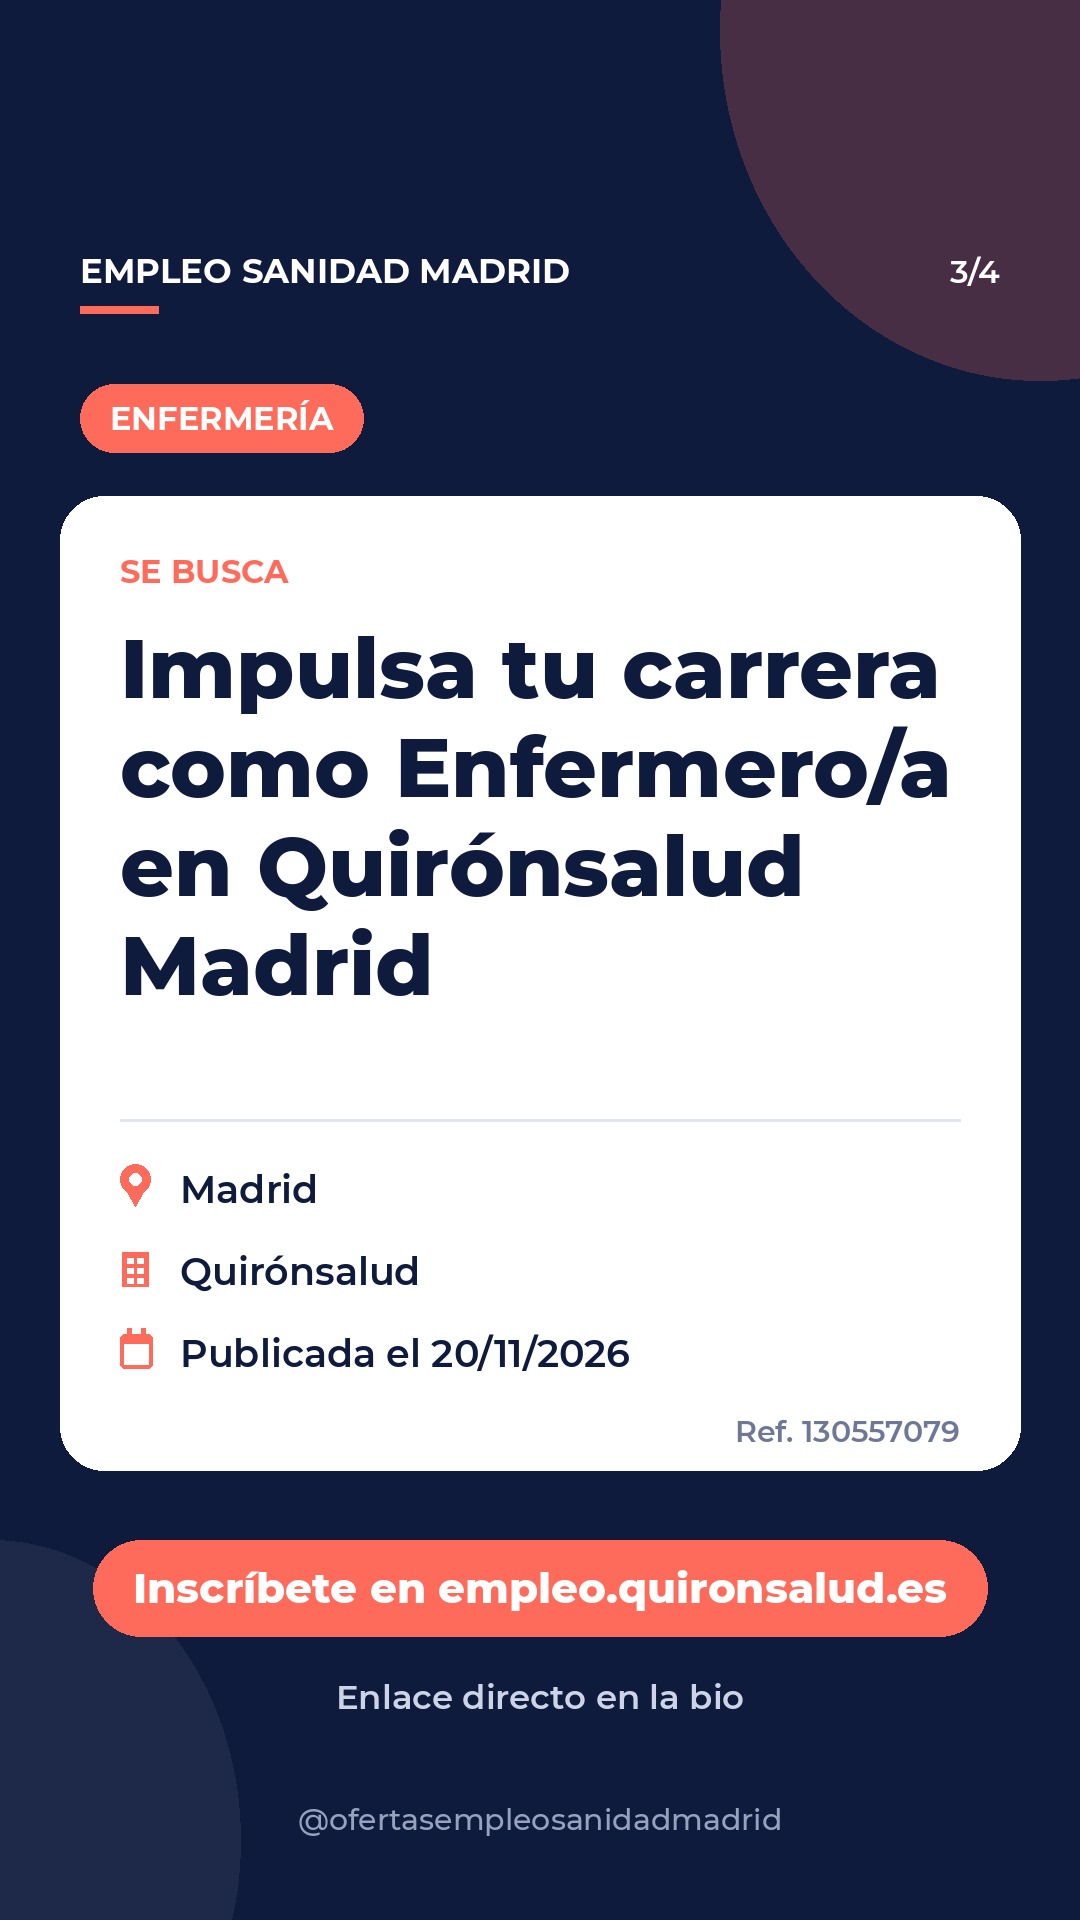 EMPLEO SANIDAD MADRID
3/4
ENFERMERÍA
SE BUSCA
Impulsa tu carrera
como Enfermero/a
en Quirónsalud
Madrid
Madrid
Quirónsalud
Publicada el 20/11/2026
Ref. 130557079
Inscríbete en empleo.quironsalud.es
Enlace directo en la bio
@ofertasempleosanidadmadrid